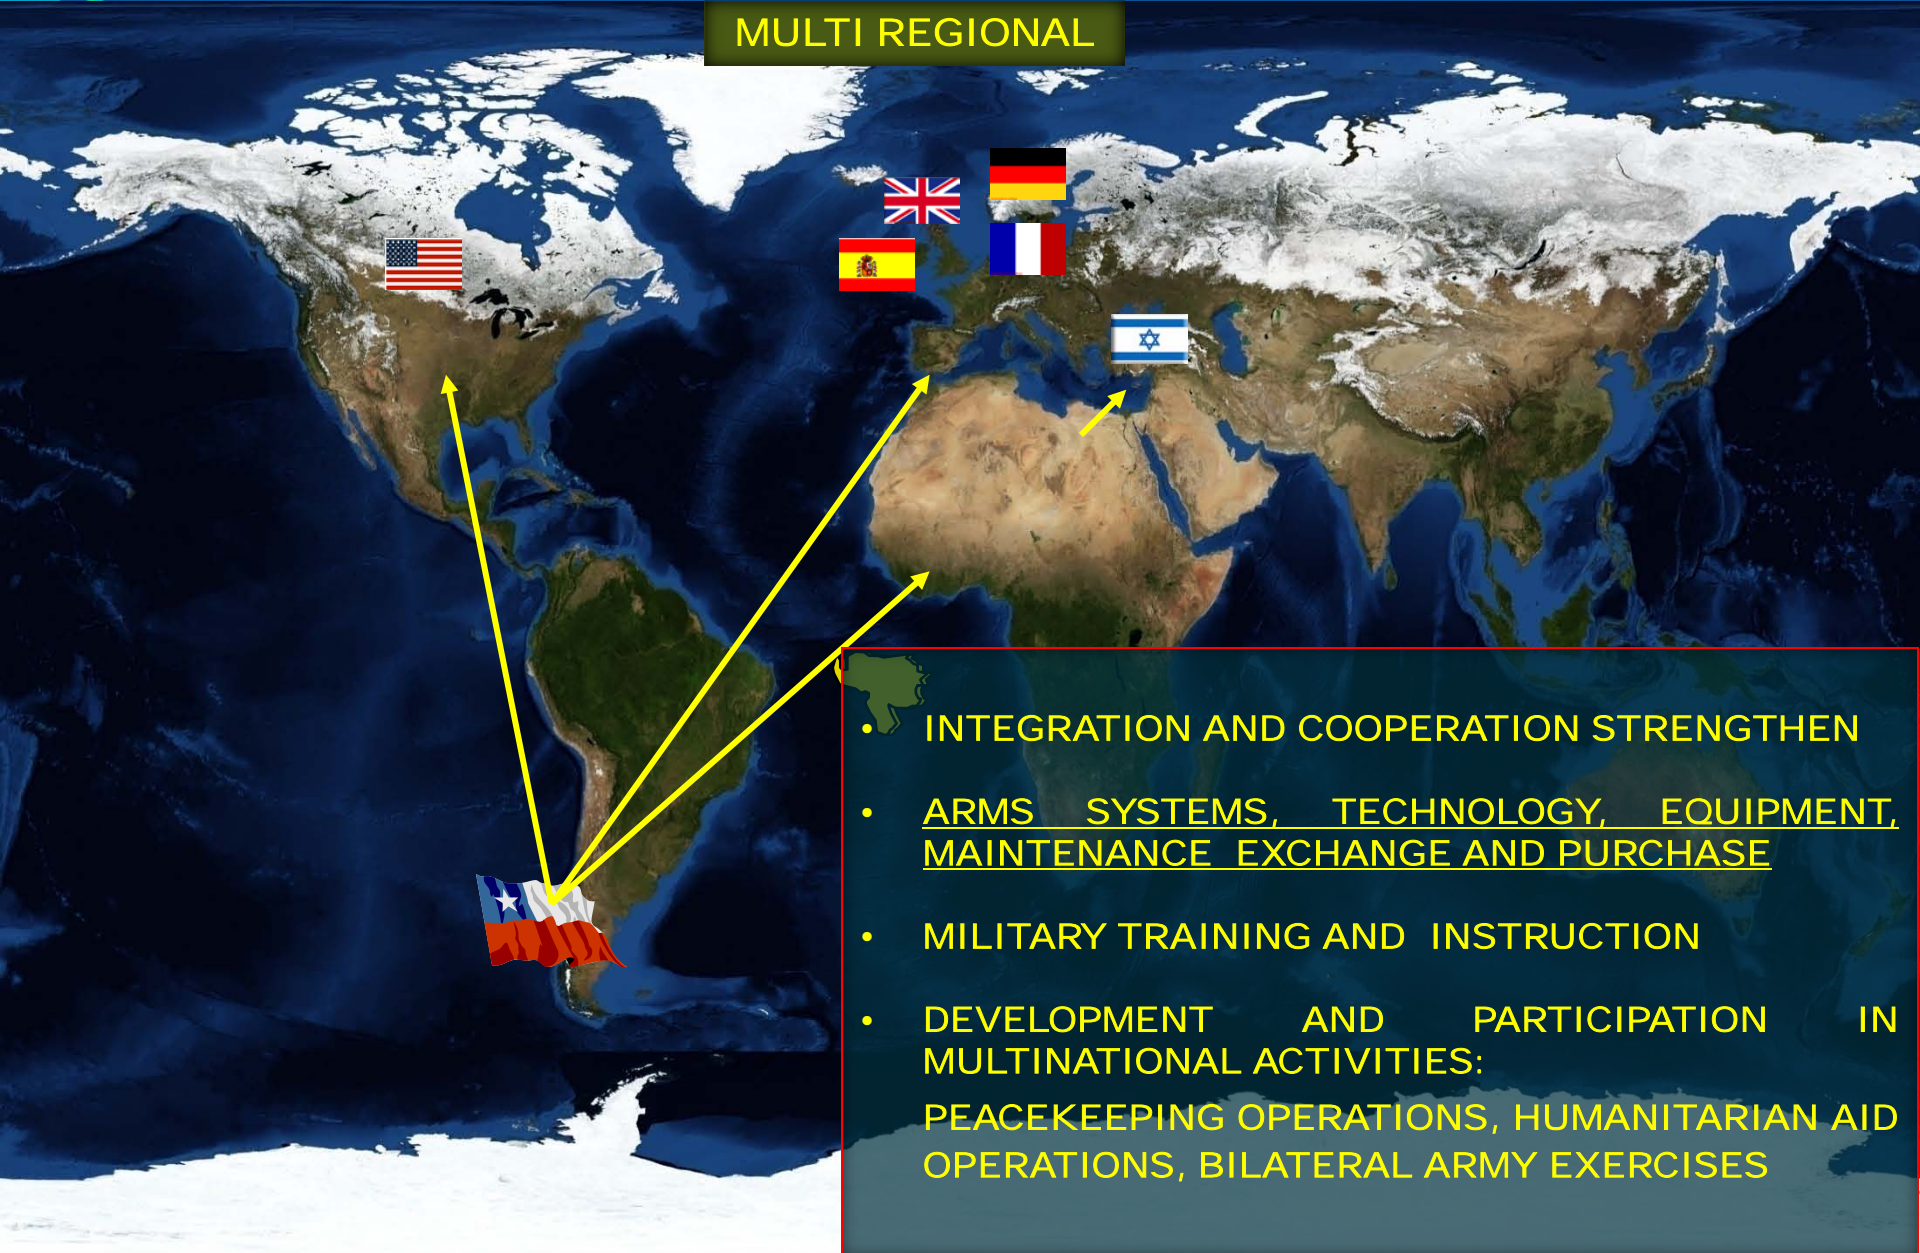 MULTI REGIONAL
• INTEGRATION AND COOPERATION STRENGTHEN
• ARMS SYSTEMS, TECHNOLOGY, EQUIPMENT,
MAINTENANCE EXCHANGE AND PURCHASE
• MILITARY TRAINING AND INSTRUCTION
• DEVELOPMENT AND PARTICIPATION IN
MULTINATIONAL ACTIVITIES:
PEACEKEEPING OPERATIONS, HUMANITARIAN AID
OPERATIONS, BILATERAL ARMY EXERCISES